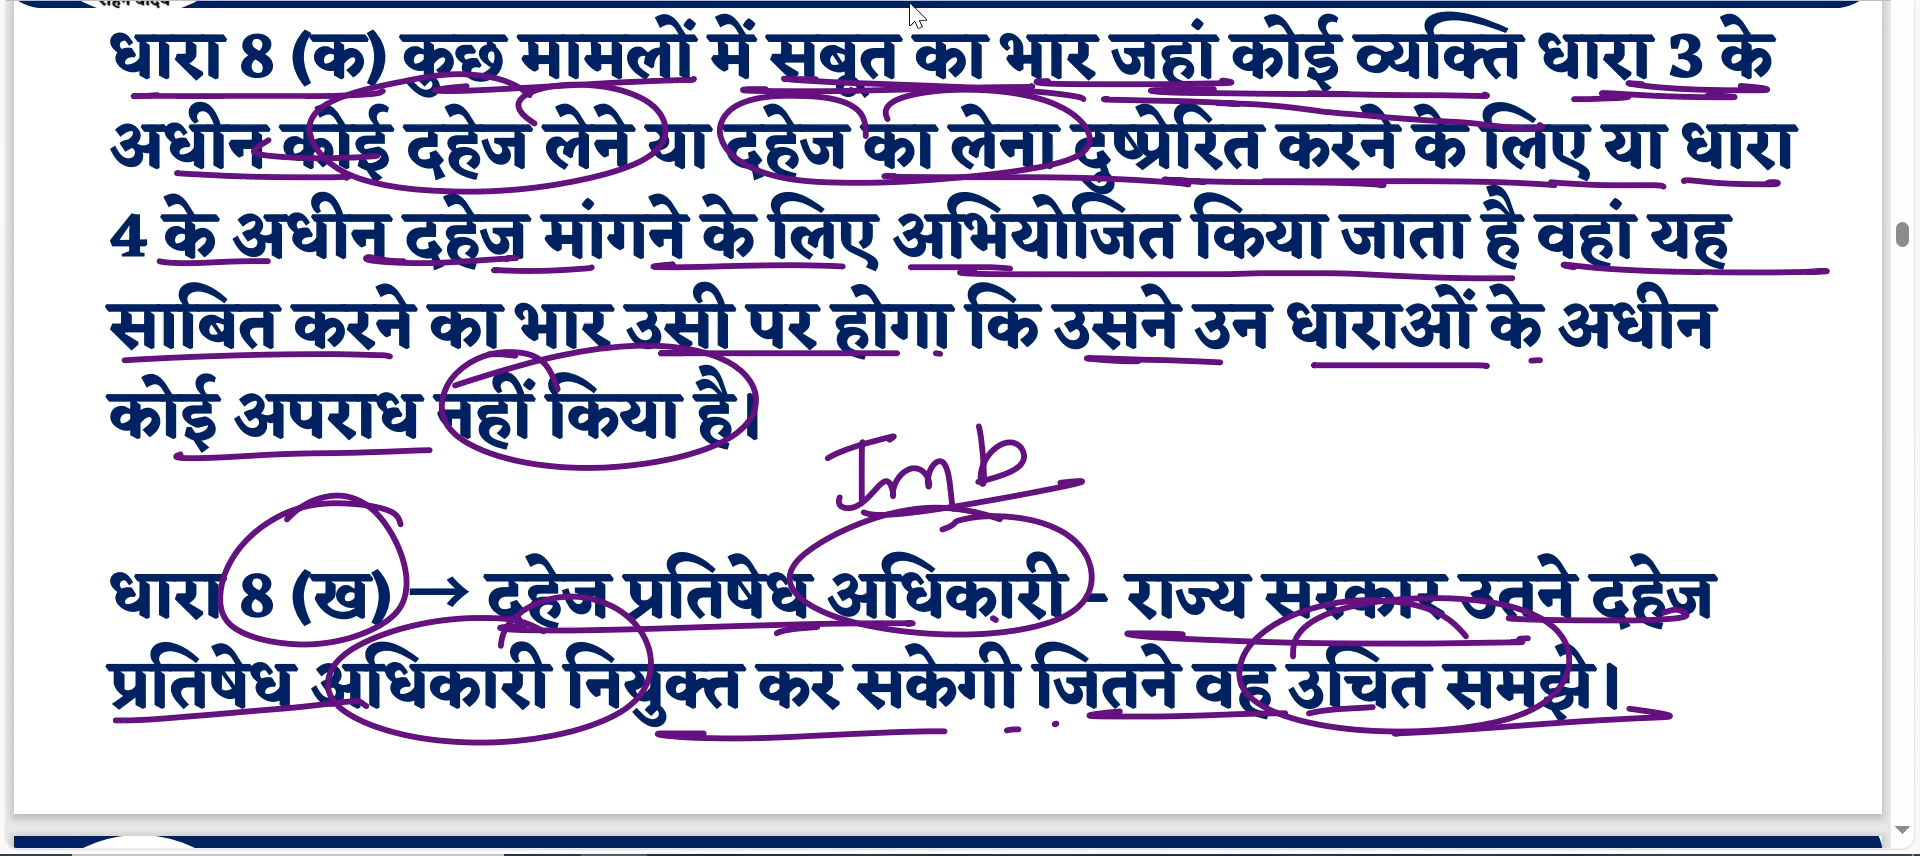 धारा 8 (क) कुछ मामलों में सबूत का भार जहां कोई व्यक्ति धारा 3 के
अधीन कोई दहेज लेने या दहेज का लेना दुष्प्रेरित करने के लिए या धारा
4 के अधीन दहेज मांगने के लिए अभियोजित किया जाता है वहां यह
साबित करने का भार उसी पर होगा कि उसने उन धाराओं के अधीन
कोई अपराध नहीं किया है।
Imp
धारा 8 (ख) → दहेज प्रतिषेध अधिकारी - राज्य सरकार उतने दहेज
प्रतिषेध अधिकारी नियुक्त कर सकेगी जितने वह उचित समझे।